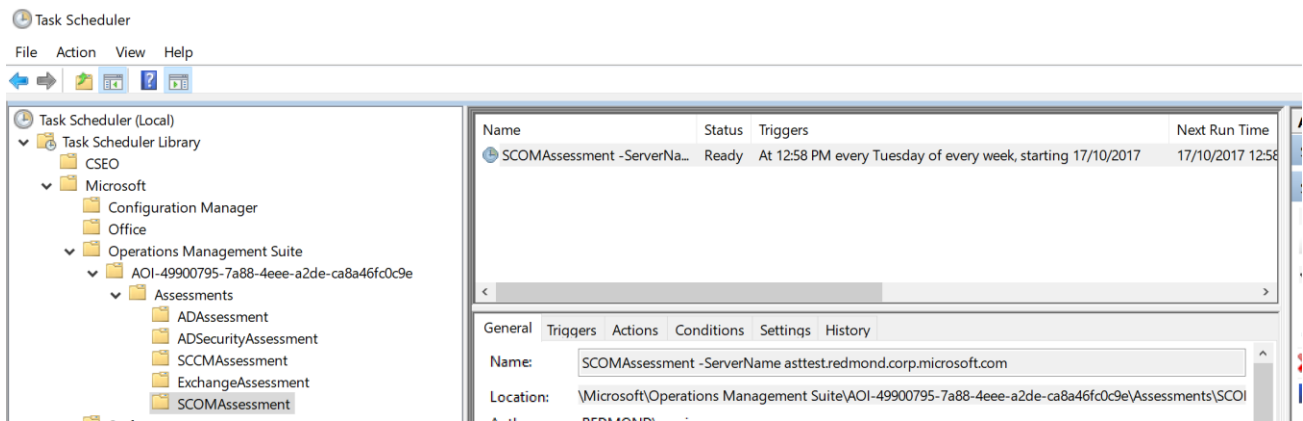 Task Scheduler
File Action View Help
Task Scheduler (Local)
Task Scheduler Library
CSEO
Microsoft
Configuration Manager
Office
Operations Management Suite
AOI-49900795-7a88-4eee-a2de-ca8a46fc0c9e
Assessments
ADAssessment
ADSecurityAssessment
SCCMAssessment
ExchangeAssessment
SCOMAssessment
Name Status Triggers Next Run Time
SCOMAssessment -ServerNa... Ready At 12:58 PM every Tuesday of every week, starting 17/10/2017 17/10/2017 12:58
General Triggers Actions Conditions Settings History
Name: SCOMAssessment -ServerName asttest.redmond.corp.microsoft.com
Location: \Microsoft\Operations Management Suite\AOI-49900795-7a88-4eee-a2de-ca8a46fc0c9e\Assessments\SCOI